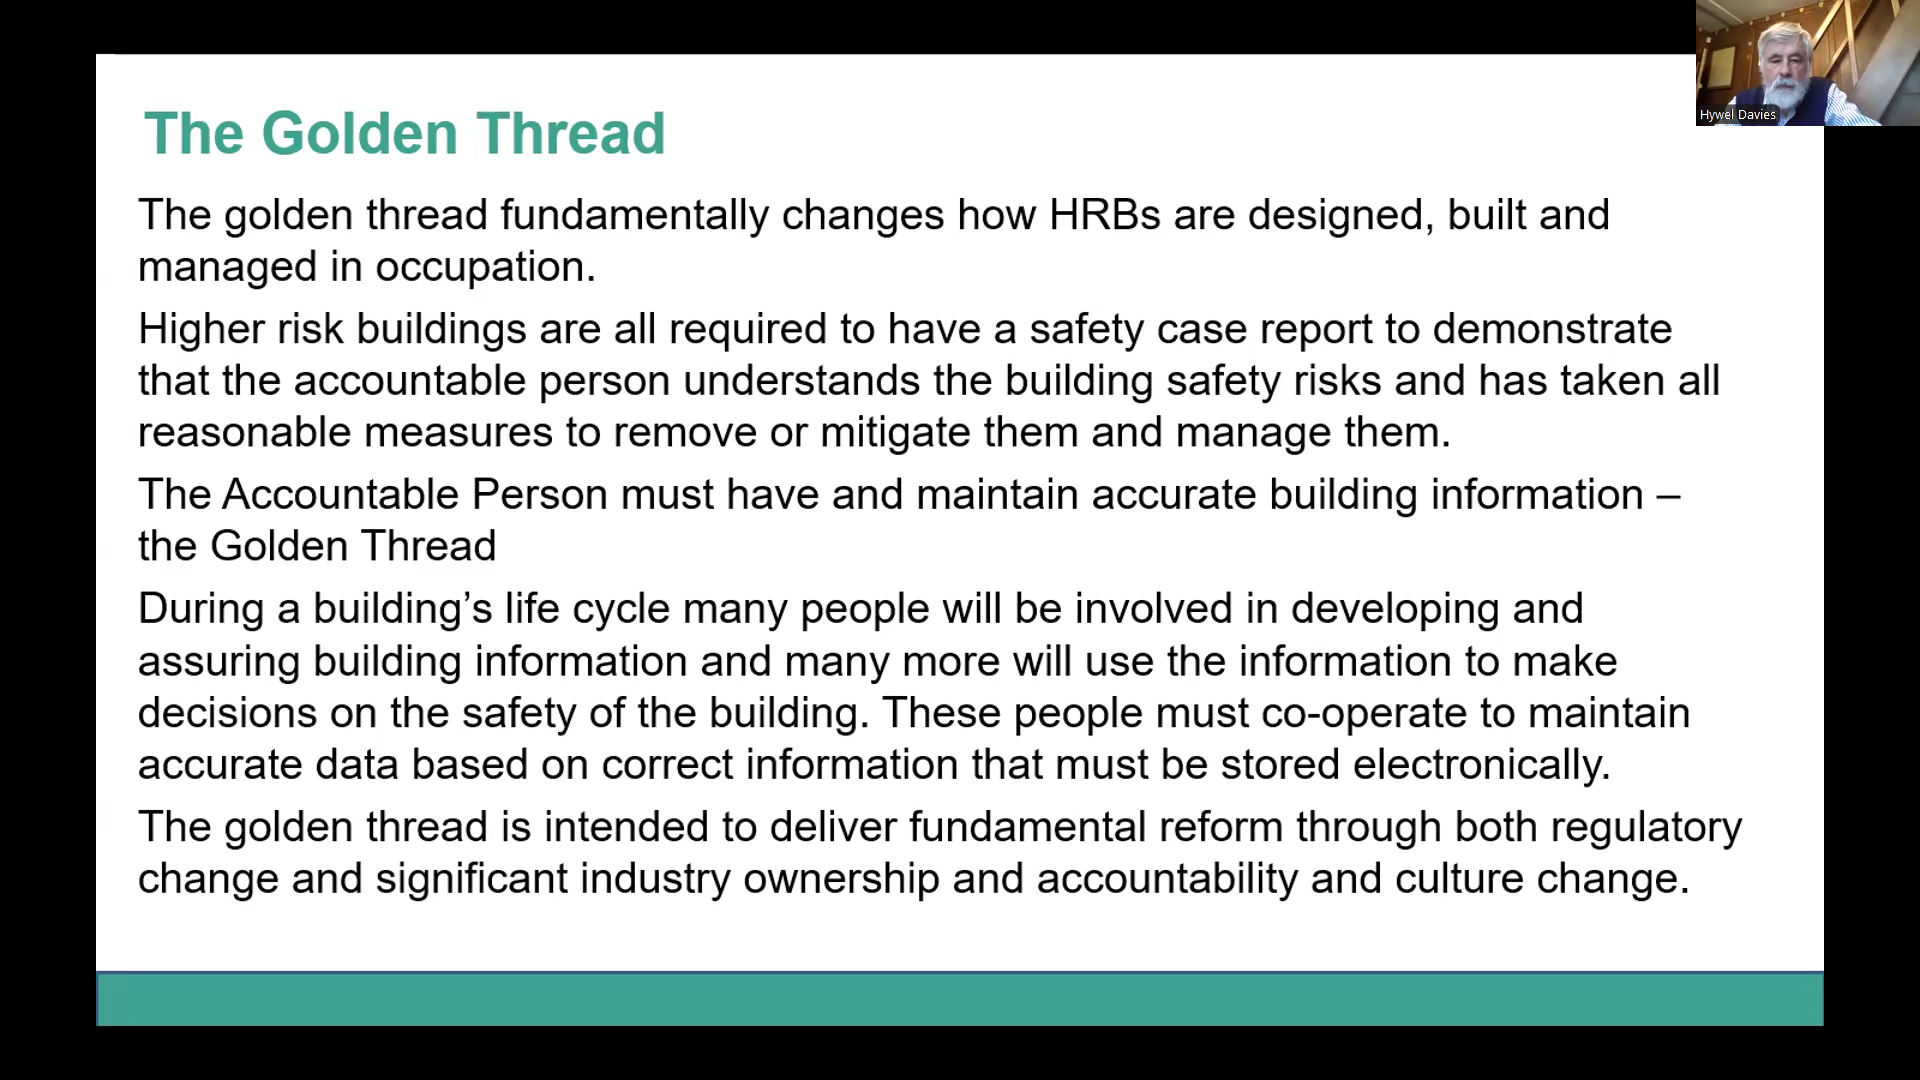 Hywel Davies
The Golden Thread
The golden thread fundamentally changes how HRBs are designed, built and
managed in occupation.
Higher risk buildings are all required to have a safety case report to demonstrate
that the accountable person understands the building safety risks and has taken all
reasonable measures to remove or mitigate them and manage them.
The Accountable Person must have and maintain accurate building information –
the Golden Thread
During a building’s life cycle many people will be involved in developing and
assuring building information and many more will use the information to make
decisions on the safety of the building. These people must co-operate to maintain
accurate data based on correct information that must be stored electronically.
The golden thread is intended to deliver fundamental reform through both regulatory
change and significant industry ownership and accountability and culture change.